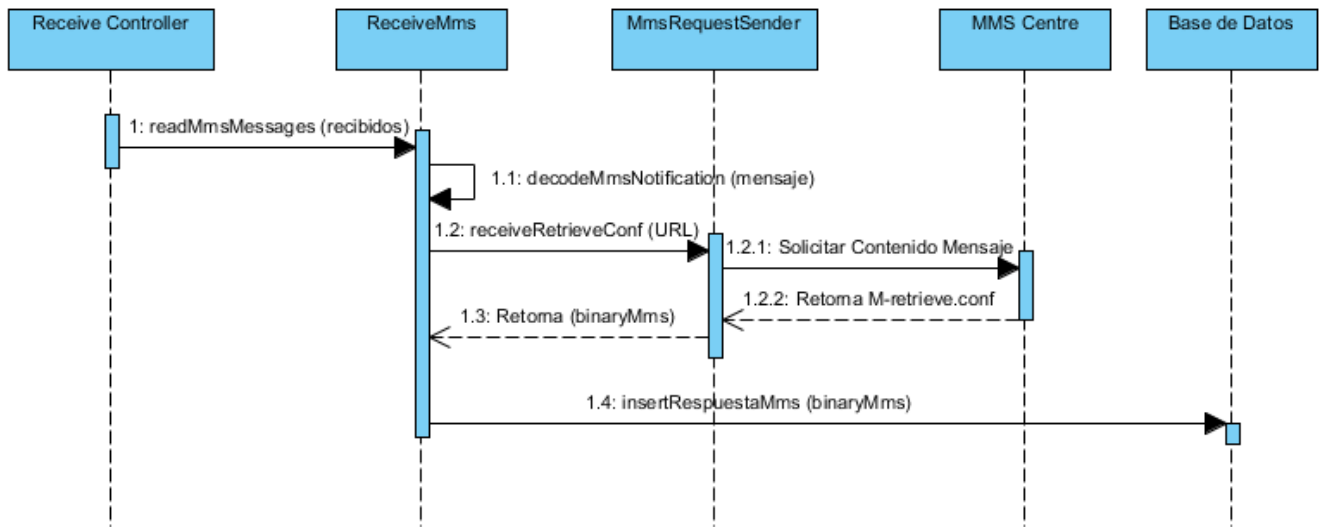 Receive Controller
ReceiveMms
MmsRequestSender
MMS Centre
Base de Datos
1: readMmsMessages (recibidos)
1.1: decodeMmsNotification (mensaje)
1.2: receiveRetrieveConf (URL)
1.2.1: Solicitar Contenido Mensaje
1.2.2: Retorna M-retrieve.conf
1.3: Retorna (binaryMms)
1.4: insertRespuestaMms (binaryMms)